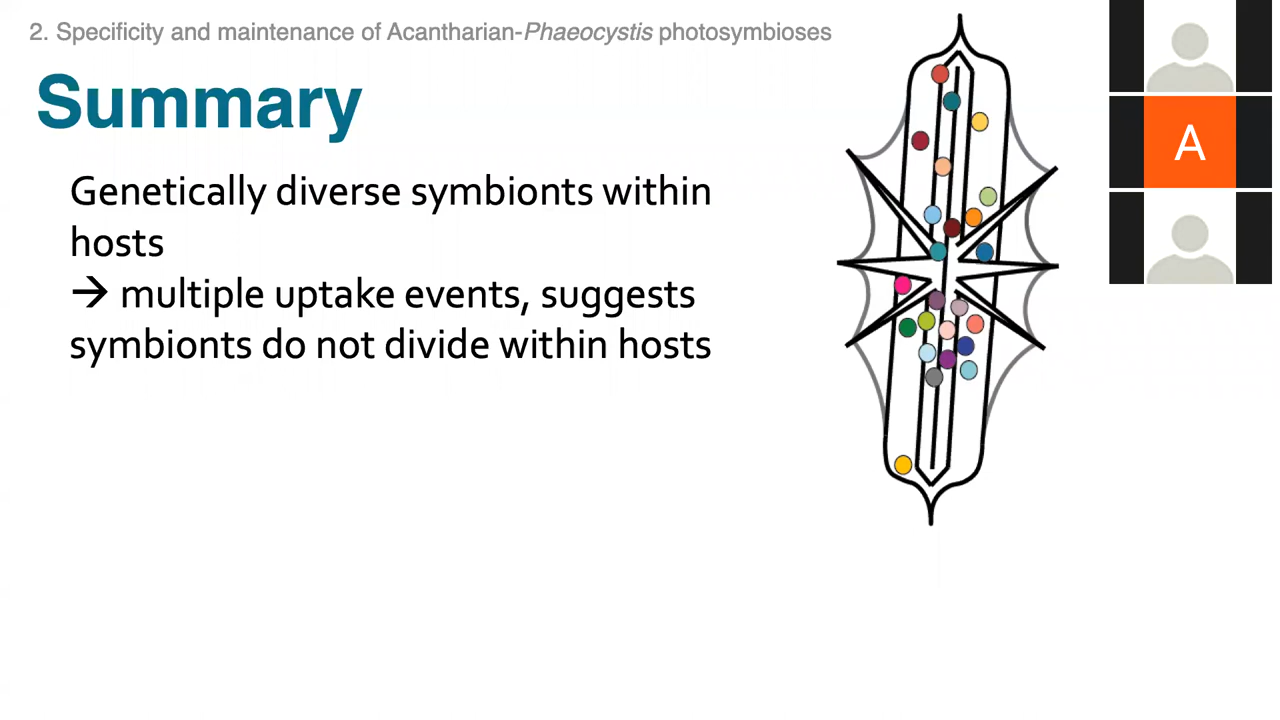 2. Specificity and maintenance of Acantharian-Phaeocystis photosymbioses
Summary
Genetically diverse symbionts within
hosts
→ multiple uptake events, suggests
symbionts do not divide within hosts
A